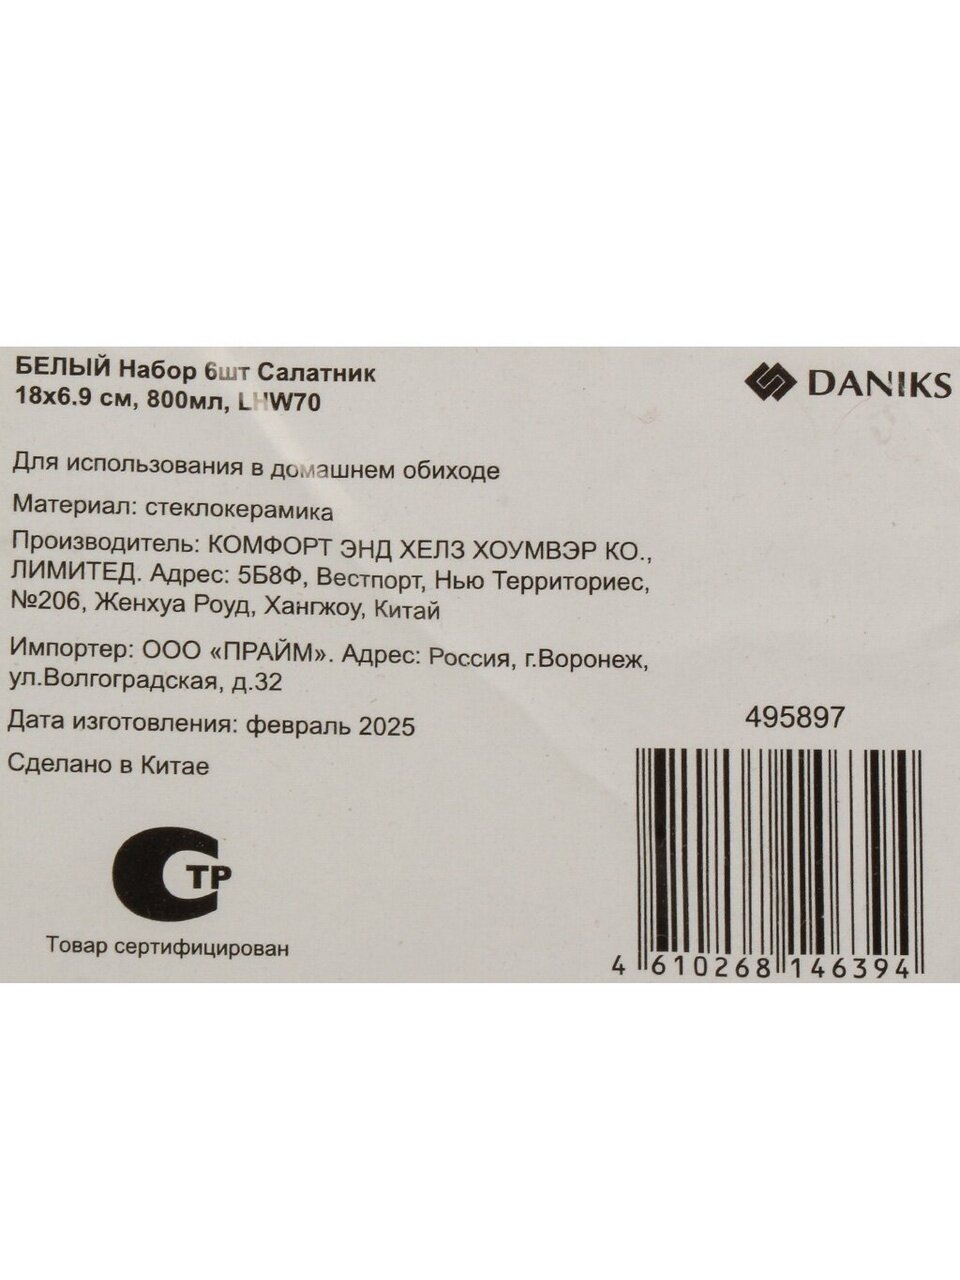 БЕЛЫЙ Набор 6шт Салатник
18х6.9 см, 800мл, LHW70
DANIKS
Для использования в домашнем обиходе
Материал: стеклокерамика
Производитель: КОМФОРТ ЭНД ХЕЛЗ ХОУМВЭР КО.,
ЛИМИТЕД. Адрес: 5Б8Ф, Вестпорт, Нью Территориес,
№206, Женхуа Роуд, Хангжоу, Китай
Импортер: ООО «ПРАЙМ». Адрес: Россия, г.Воронеж,
ул.Волгоградская, д.32
Дата изготовления: февраль 2025
Сделано в Китае
495897
ТР
Товар сертифицирован
4 610268 146394